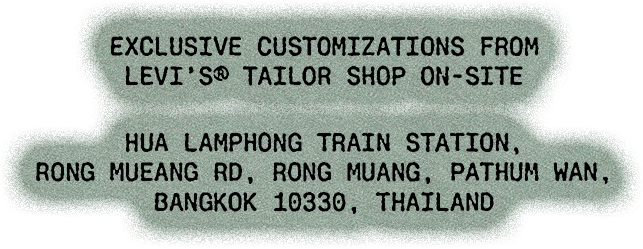 EXCLUSIVE CUSTOMIZATIONS FROM
LEVI'S® TAILOR SHOP ON-SITE
HUA LAMPHONG TRAIN STATION,
RONG MUEANG RD, RONG MUANG, PATHUM WAN,
BANGKOK 10330, THAILAND